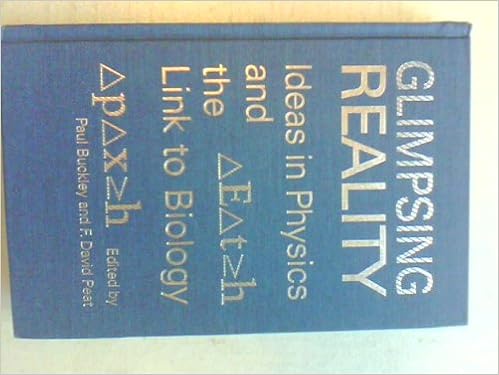 GLIMPSING
REALITY
Ideas in Physics
and ΔEΔt≥h
the
Link to Biology
ΔpΔx≥h Edited by
Paul Buckley and F. David Peat